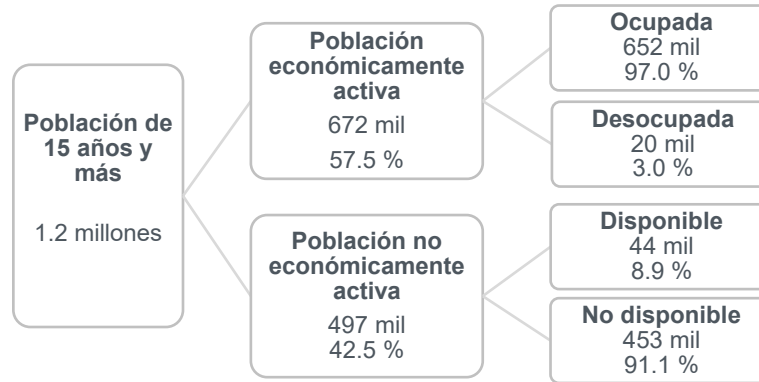 Población de
15 años y
más
1.2 millones
Población
económicamente
activa
672 mil
57.5 %
Población no
económicamente
activa
497 mil
42.5 %
Ocupada
652 mil
97.0 %
Desocupada
20 mil
3.0 %
Disponible
44 mil
8.9 %
No disponible
453 mil
91.1 %